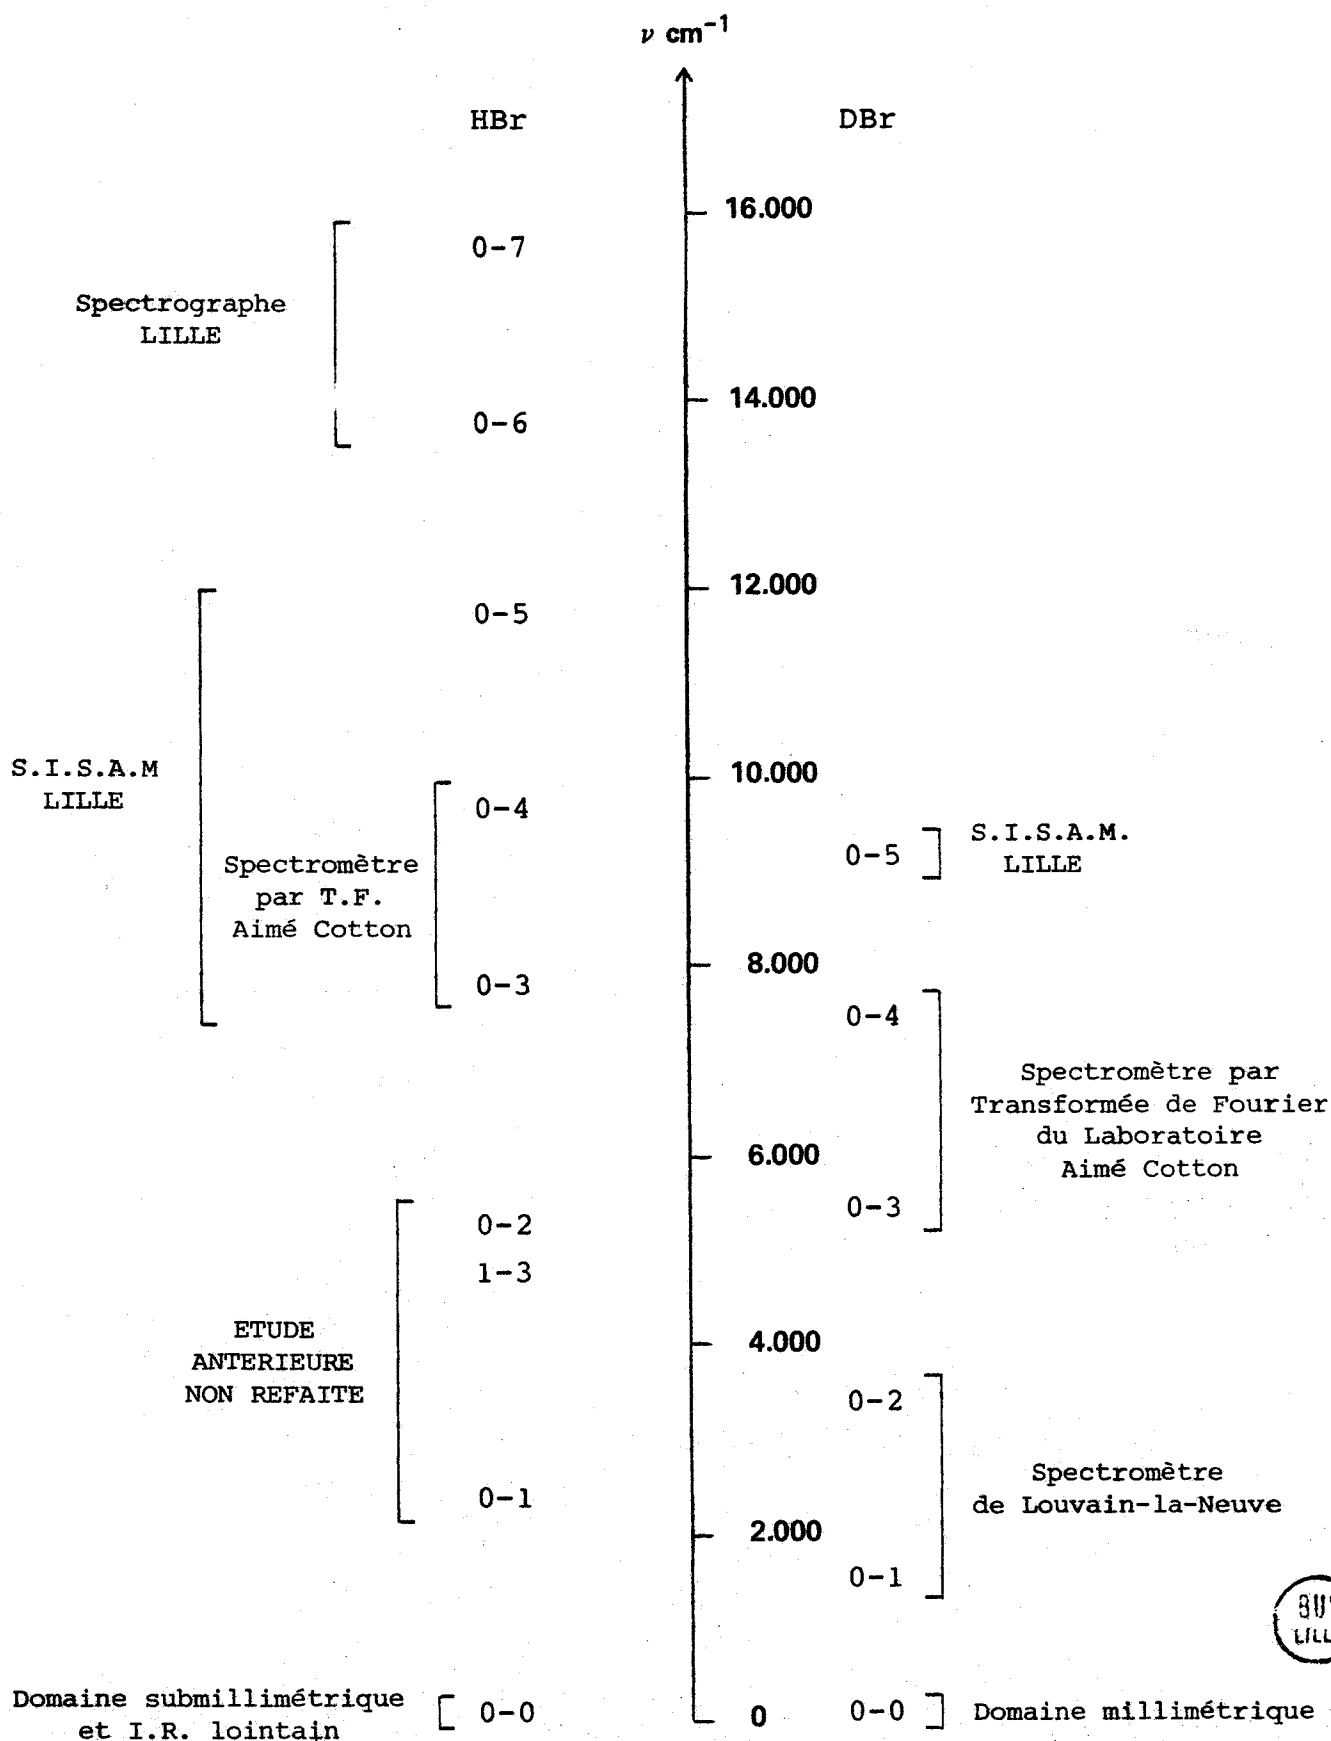 ν cm⁻¹
HBr
DBr
16.000
0-7
Spectrographe
LILLE
14.000
0-6
12.000
0-5
S.I.S.A.M
LILLE
10.000
0-4
Spectromètre
par T.F.
Aimé Cotton
0-5
S.I.S.A.M.
LILLE
8.000
0-3
0-4
Spectromètre par
Transformée de Fourier
du Laboratoire
Aimé Cotton
6.000
0-3
0-2
1-3
ETUDE
ANTERIEURE
NON REFAITE
4.000
0-2
Spectromètre
de Louvain-la-Neuve
0-1
2.000
0-1
Domaine submillimétrique
et I.R. lointain
0-0
0
0-0
Domaine millimétrique